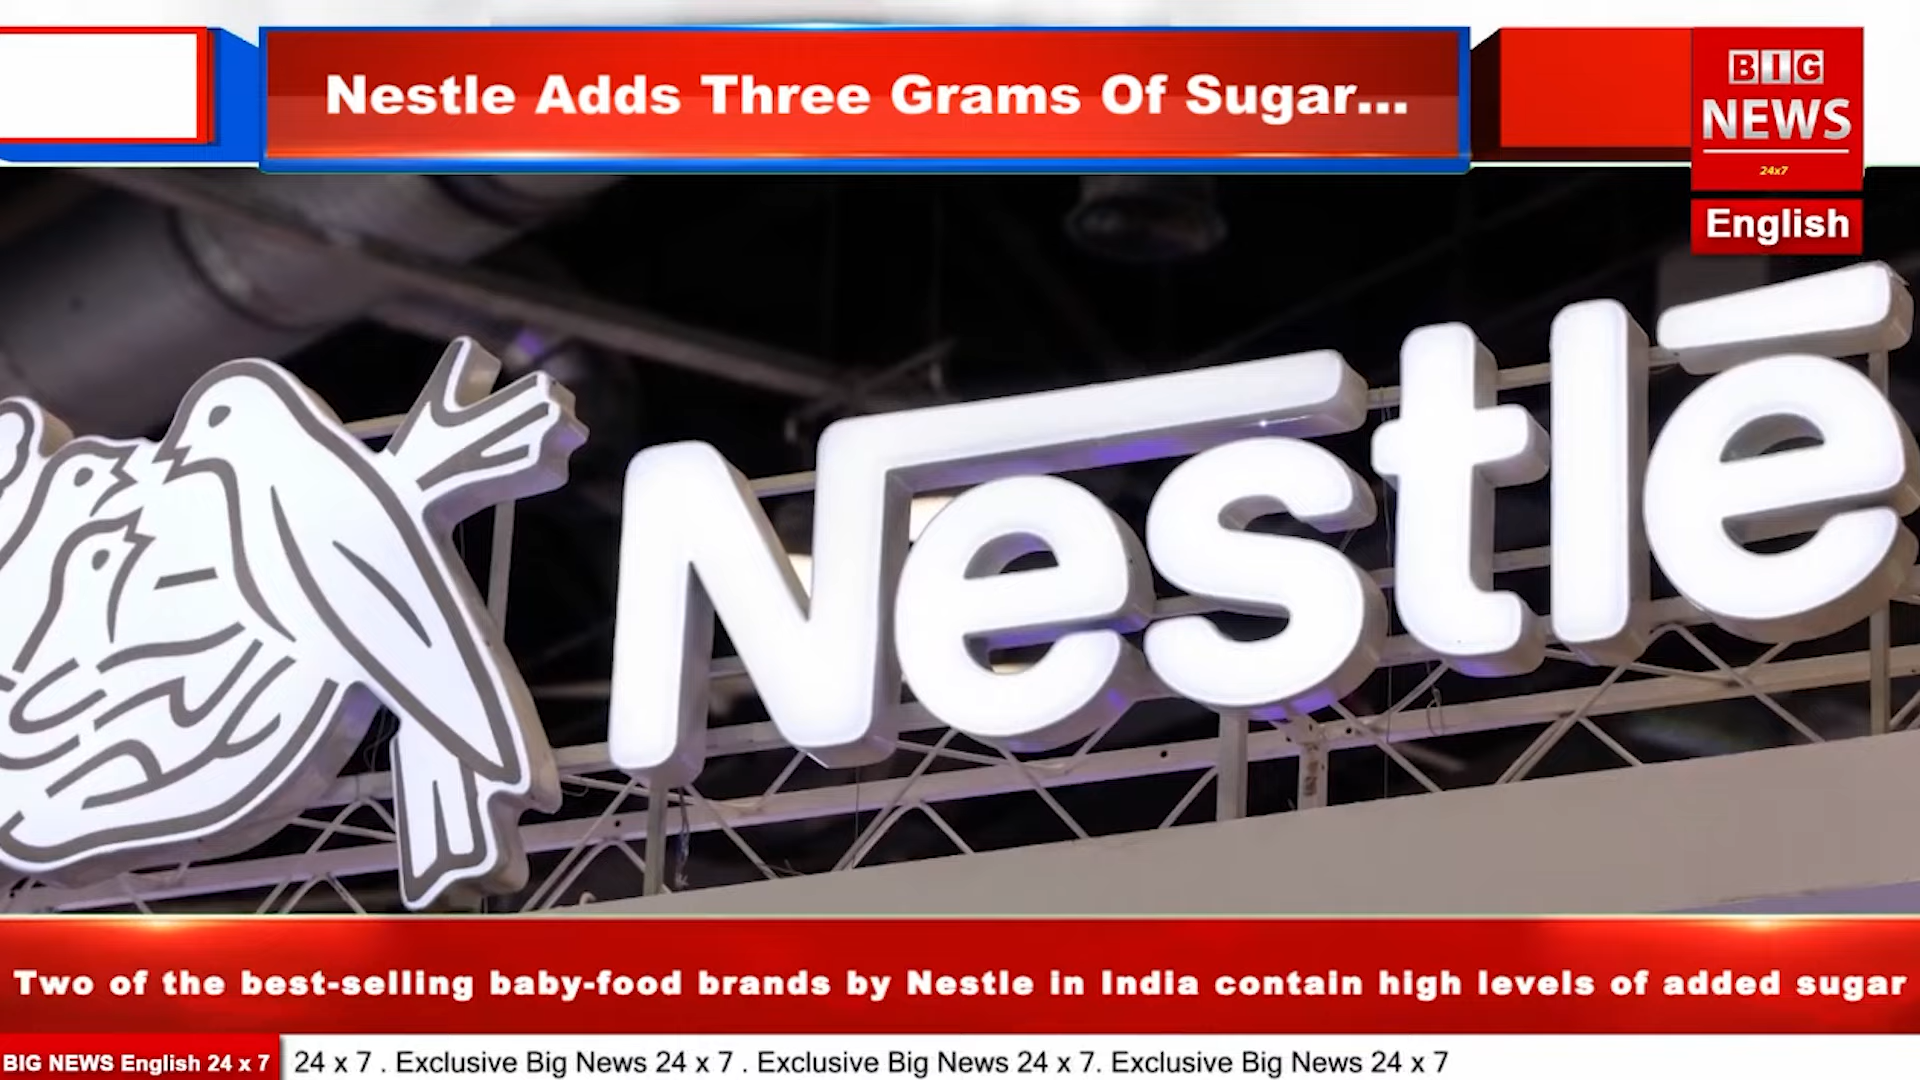 Nestle Adds Three Grams Of Sugar...
BIG
NEWS
24x7
English
Nestlē
Two of the best-selling baby-food brands by Nestle in India contain high levels of added sugar
BIG NEWS English 24 x 7
24 x 7 . Exclusive Big News 24 x 7 . Exclusive Big News 24 x 7. Exclusive Big News 24 x 7